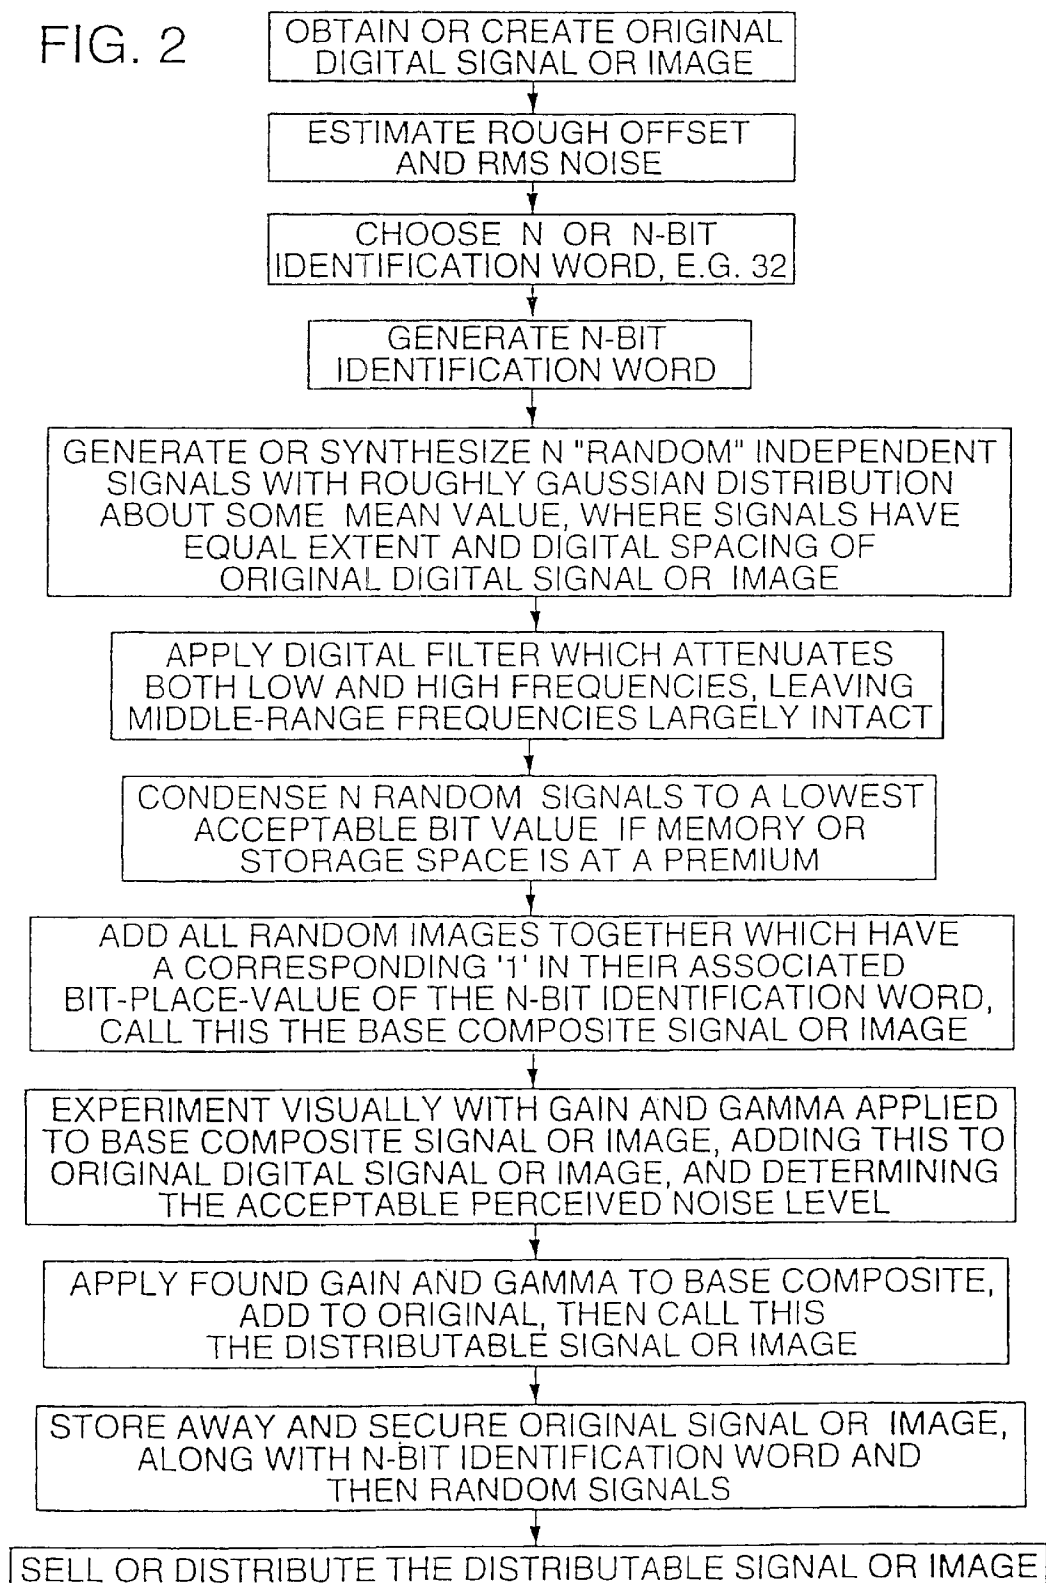 FIG. 2
OBTAIN OR CREATE ORIGINAL
DIGITAL SIGNAL OR IMAGE
ESTIMATE ROUGH OFFSET
AND RMS NOISE
CHOOSE N OR N-BIT
IDENTIFICATION WORD, E.G. 32
GENERATE N-BIT
IDENTIFICATION WORD
GENERATE OR SYNTHESIZE N "RANDOM" INDEPENDENT
SIGNALS WITH ROUGHLY GAUSSIAN DISTRIBUTION
ABOUT SOME MEAN VALUE, WHERE SIGNALS HAVE
EQUAL EXTENT AND DIGITAL SPACING OF
ORIGINAL DIGITAL SIGNAL OR IMAGE
APPLY DIGITAL FILTER WHICH ATTENUATES
BOTH LOW AND HIGH FREQUENCIES, LEAVING
MIDDLE-RANGE FREQUENCIES LARGELY INTACT
CONDENSE N RANDOM SIGNALS TO A LOWEST
ACCEPTABLE BIT VALUE IF MEMORY OR
STORAGE SPACE IS AT A PREMIUM
ADD ALL RANDOM IMAGES TOGETHER WHICH HAVE
A CORRESPONDING '1' IN THEIR ASSOCIATED
BIT-PLACE-VALUE OF THE N-BIT IDENTIFICATION WORD,
CALL THIS THE BASE COMPOSITE SIGNAL OR IMAGE
EXPERIMENT VISUALLY WITH GAIN AND GAMMA APPLIED
TO BASE COMPOSITE SIGNAL OR IMAGE, ADDING THIS TO
ORIGINAL DIGITAL SIGNAL OR IMAGE, AND DETERMINING
THE ACCEPTABLE PERCEIVED NOISE LEVEL
APPLY FOUND GAIN AND GAMMA TO BASE COMPOSITE,
ADD TO ORIGINAL, THEN CALL THIS
THE DISTRIBUTABLE SIGNAL OR IMAGE
STORE AWAY AND SECURE ORIGINAL SIGNAL OR IMAGE,
ALONG WITH N-BIT IDENTIFICATION WORD AND
THEN RANDOM SIGNALS
SELL OR DISTRIBUTE THE DISTRIBUTABLE SIGNAL OR IMAGE